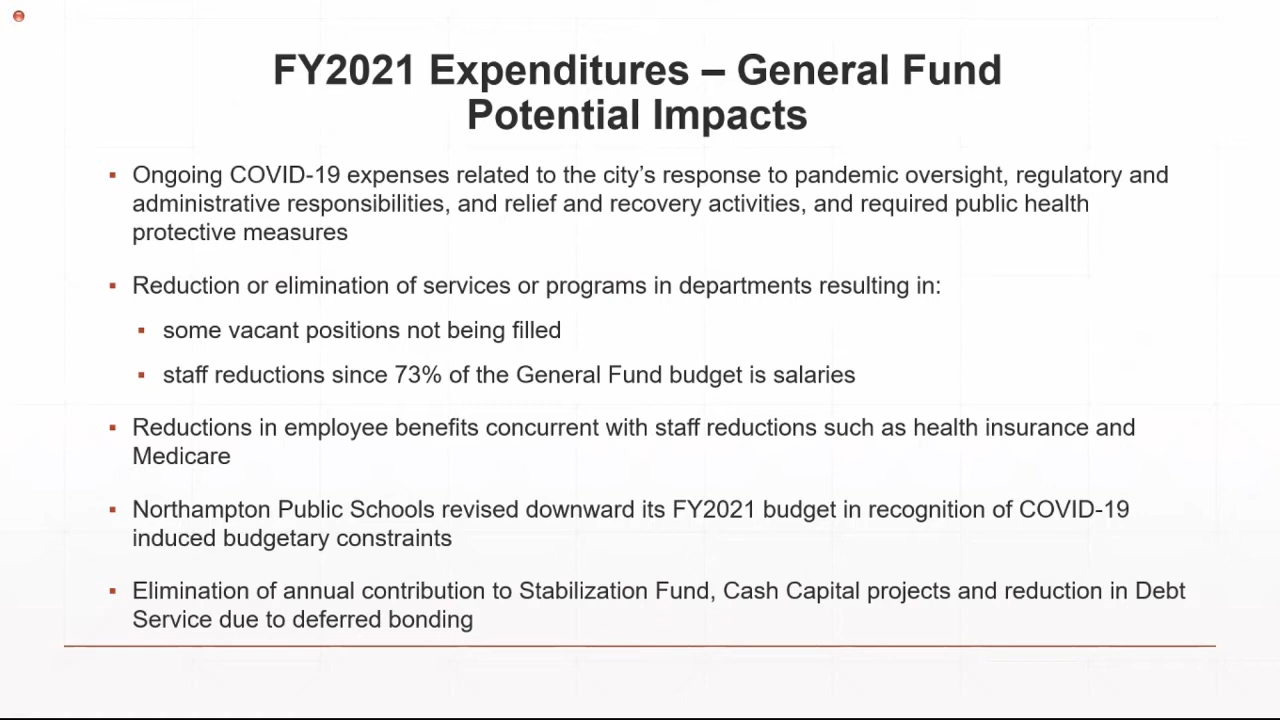 FY2021 Expenditures – General Fund
Potential Impacts
▪ Ongoing COVID-19 expenses related to the city’s response to pandemic oversight, regulatory and
administrative responsibilities, and relief and recovery activities, and required public health
protective measures
▪ Reduction or elimination of services or programs in departments resulting in:
▪ some vacant positions not being filled
▪ staff reductions since 73% of the General Fund budget is salaries
▪ Reductions in employee benefits concurrent with staff reductions such as health insurance and
Medicare
▪ Northampton Public Schools revised downward its FY2021 budget in recognition of COVID-19
induced budgetary constraints
▪ Elimination of annual contribution to Stabilization Fund, Cash Capital projects and reduction in Debt
Service due to deferred bonding